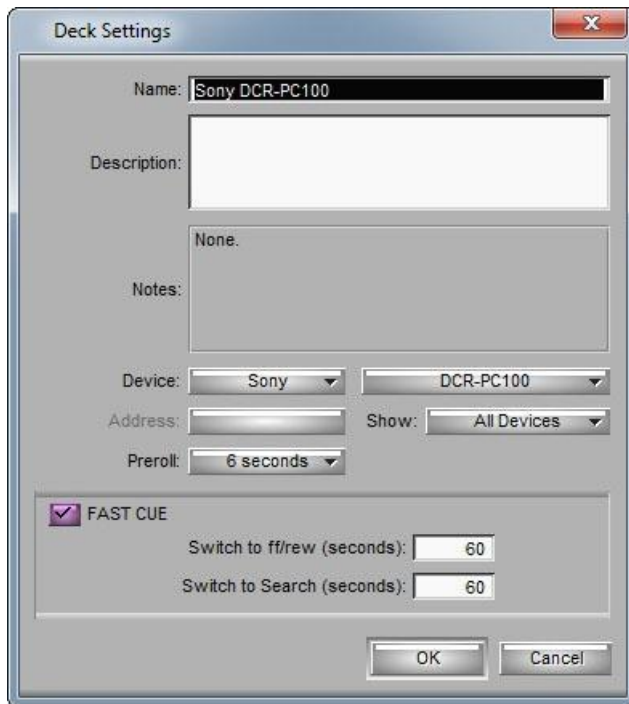 Deck Settings
Name: Sony DCR-PC100
Description:
Notes: None.
Device: Sony DCR-PC100
Address: Show: All Devices
Preroll: 6 seconds
FAST CUE
Switch to ff/rew (seconds): 60
Switch to Search (seconds): 60
OK Cancel